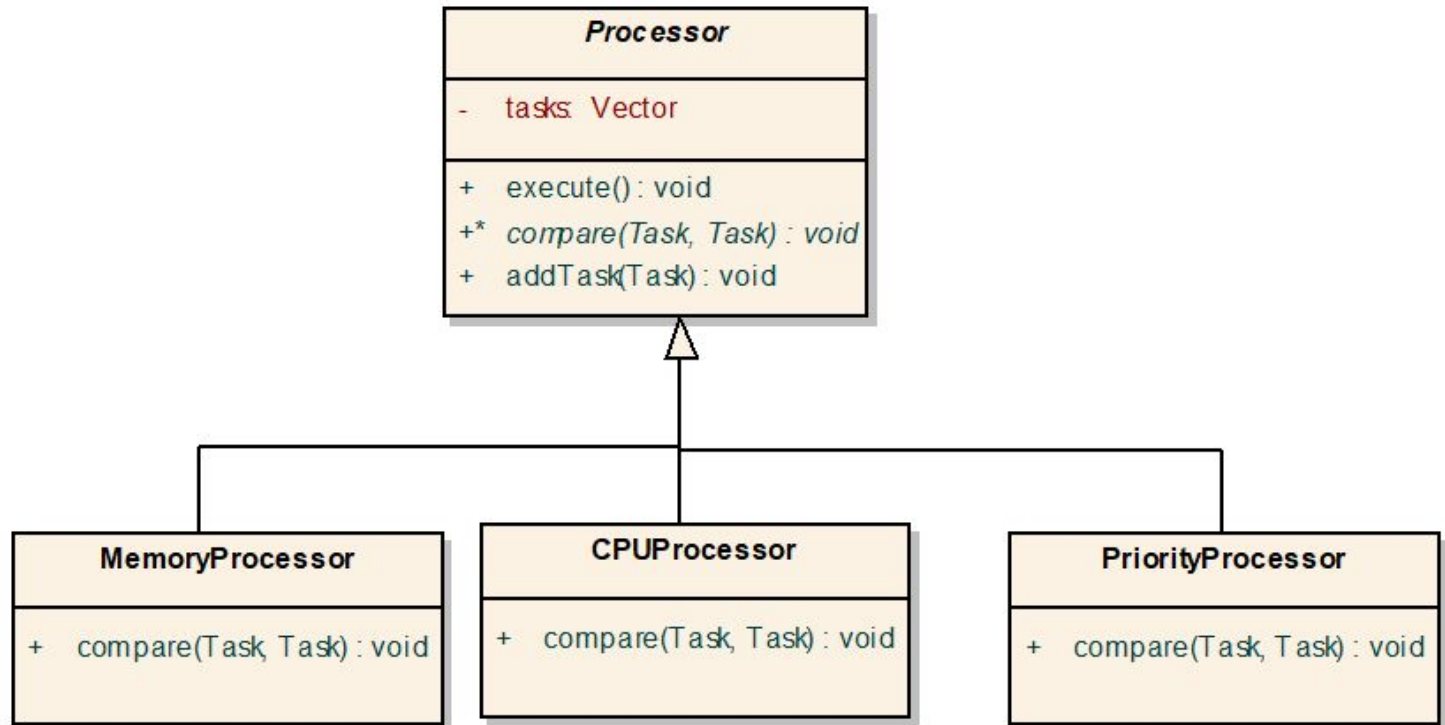 Processor
- tasks: Vector
+ execute() : void
+* compare(Task, Task) : void
+ addTask(Task) : void
MemoryProcessor
+ compare(Task, Task) : void
CPUProcessor
+ compare(Task, Task) : void
PriorityProcessor
+ compare(Task, Task) : void